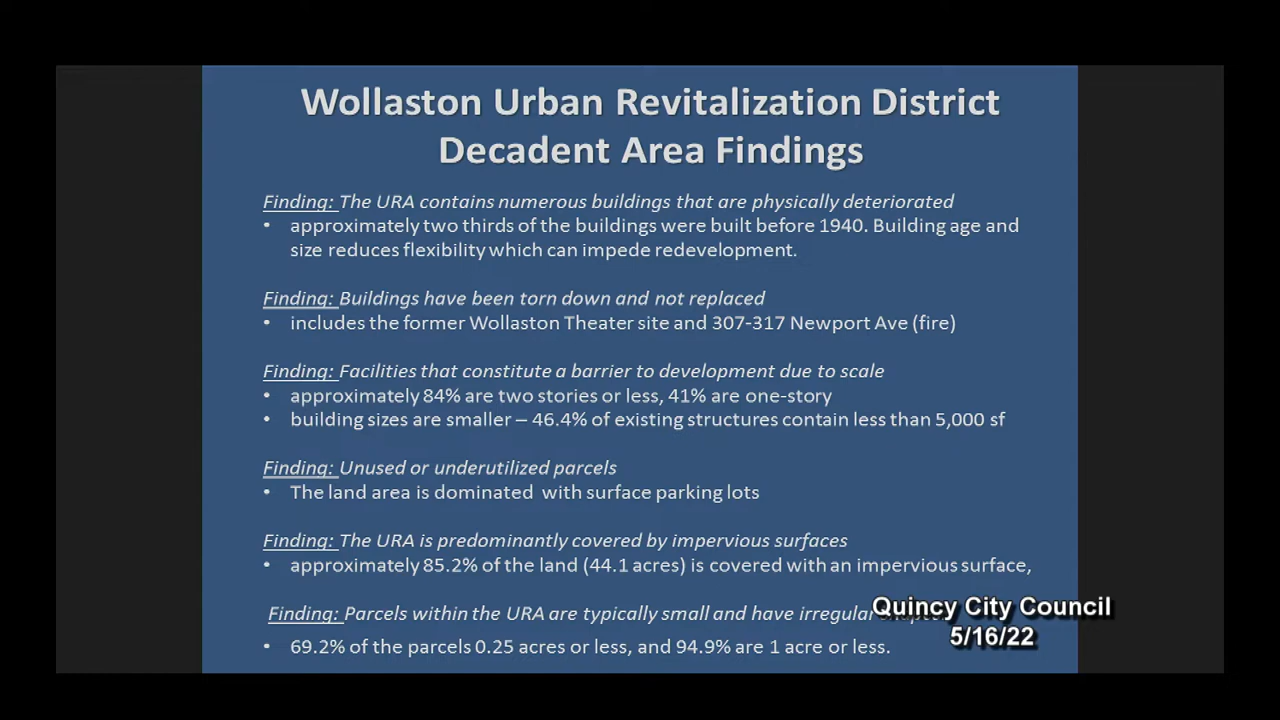 Wollaston Urban Revitalization District
Decadent Area Findings
Finding: The URA contains numerous buildings that are physically deteriorated
• approximately two thirds of the buildings were built before 1940. Building age and
size reduces flexibility which can impede redevelopment.
Finding: Buildings have been torn down and not replaced
• includes the former Wollaston Theater site and 307-317 Newport Ave (fire)
Finding: Facilities that constitute a barrier to development due to scale
• approximately 84% are two stories or less, 41% are one-story
• building sizes are smaller – 46.4% of existing structures contain less than 5,000 sf
Finding: Unused or underutilized parcels
• The land area is dominated with surface parking lots
Finding: The URA is predominantly covered by impervious surfaces
• approximately 85.2% of the land (44.1 acres) is covered with an impervious surface,
Finding: Parcels within the URA are typically small and have irregular
• 69.2% of the parcels 0.25 acres or less, and 94.9% are 1 acre or less.
Quincy City Council
5/16/22